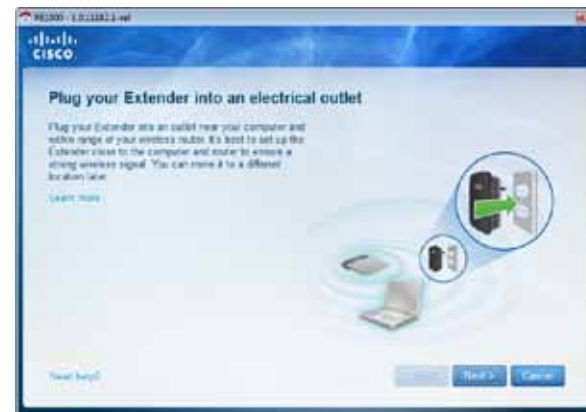 CISCO
Plug your Extender into an electrical outlet
Plug your Extender into an outlet near your computer and
within range of your wireless router. It's best to set up the
Extender close to the computer and router to ensure a
strong wireless signal. You can move it to a different
location later.
Learn more
Need help?
Next >
Cancel